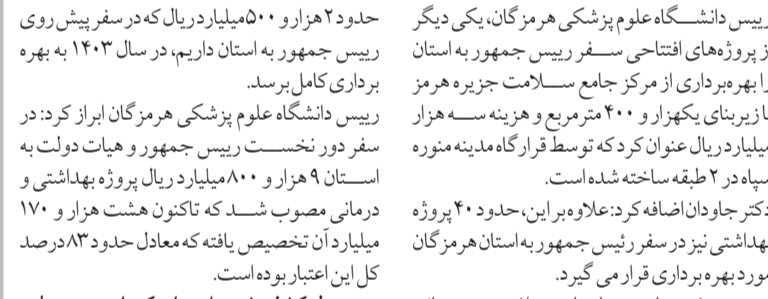 رییس دانشگاه علوم پزشکی هرمزگان، یکی دیگر
از پروژه‌های افتتاحی سفر رییس جمهور به استان
را بهره‌برداری از مرکز جامع سلامت جزیره هرمز
با زیربنای یکهزار و ۴۰۰ متر مربع و هزینه سه هزار
میلیارد ریال عنوان کرد که توسط قرارگاه مدینه منوره
سپاه در ۲ طبقه ساخته شده است.
دکتر جاودان اضافه کرد: علاوه بر این، حدود ۴۰ پروژه
بهداشتی نیز در سفر رئیس جمهور به استان هرمزگان
مورد بهره برداری قرار می گیرد.
حدود ۲ هزار و ۵۰۰ میلیارد ریال که در سفر پیش روی
رییس جمهور به استان داریم، در سال ۱۴۰۳ به بهره
برداری کامل برسد.
رییس دانشگاه علوم پزشکی هرمزگان ابراز کرد: در
سفر دور نخست رییس جمهور و هیات دولت به
استان ۹ هزار و ۸۰۰ میلیارد ریال پروژه بهداشتی و
درمانی مصوب شد که تاکنون هشت هزار و ۱۷۰
میلیارد آن تخصیص یافته که معادل حدود ۸۳ درصد
کل این اعتبار بوده است.